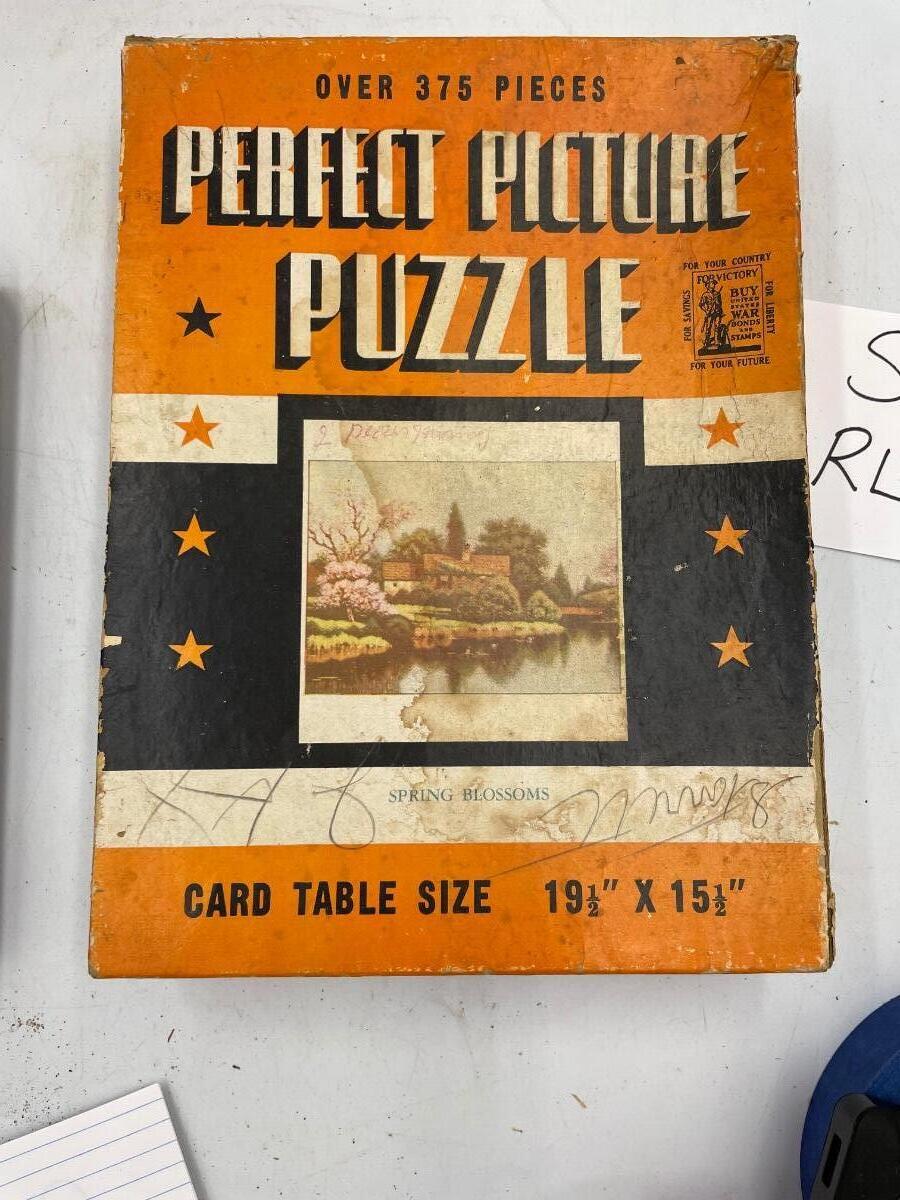 OVER 375 PIECES
PERFECT PICTURE
PUZZLE
FOR YOUR COUNTRY
FOR SAVINGS
FOR VICTORY
BUY
UNITED
STATES
WAR
BONDS
AND
STAMPS
FOR LIBERTY
FOR YOUR FUTURE
S
RL
SPRING BLOSSOMS
CARD TABLE SIZE 19½" X 15½"